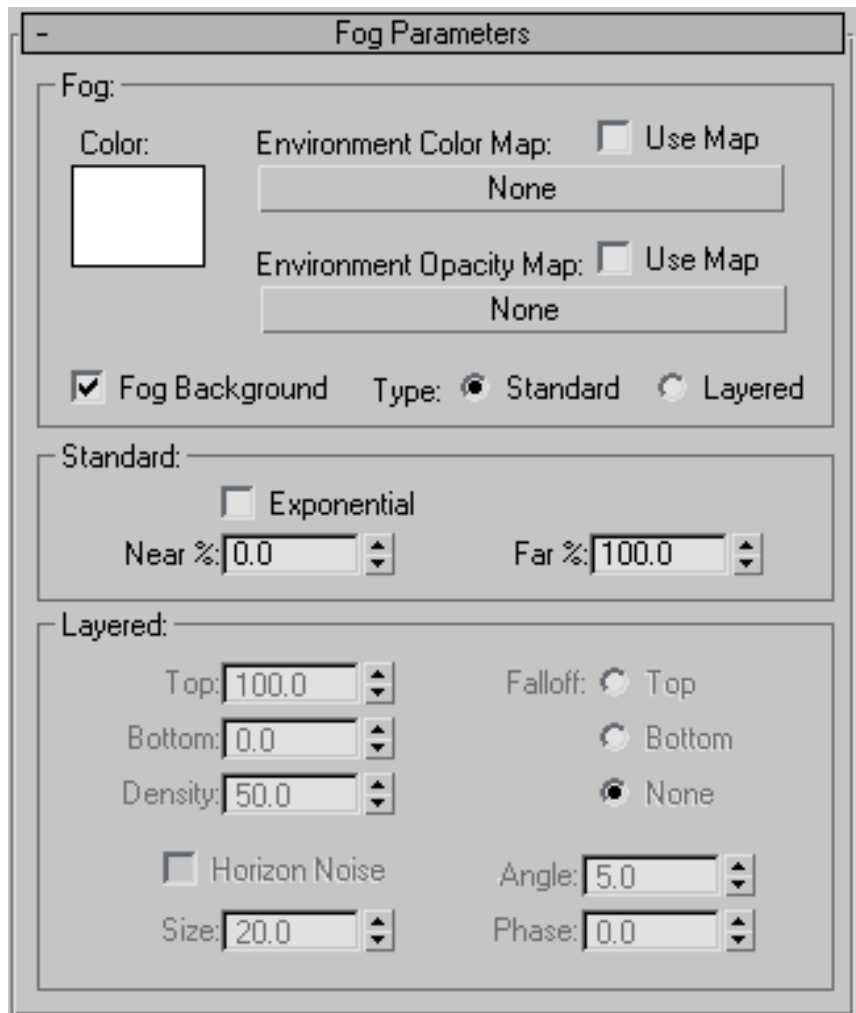 - Fog Parameters
Fog:
Color:
Environment Color Map: Use Map
None
Environment Opacity Map: Use Map
None
Fog Background Type: Standard Layered
Standard:
Exponential
Near %: 0.0 Far %: 100.0
Layered:
Top: 100.0 Falloff: Top
Bottom: 0.0 Bottom
Density: 50.0 None
Horizon Noise Angle: 5.0
Size: 20.0 Phase: 0.0